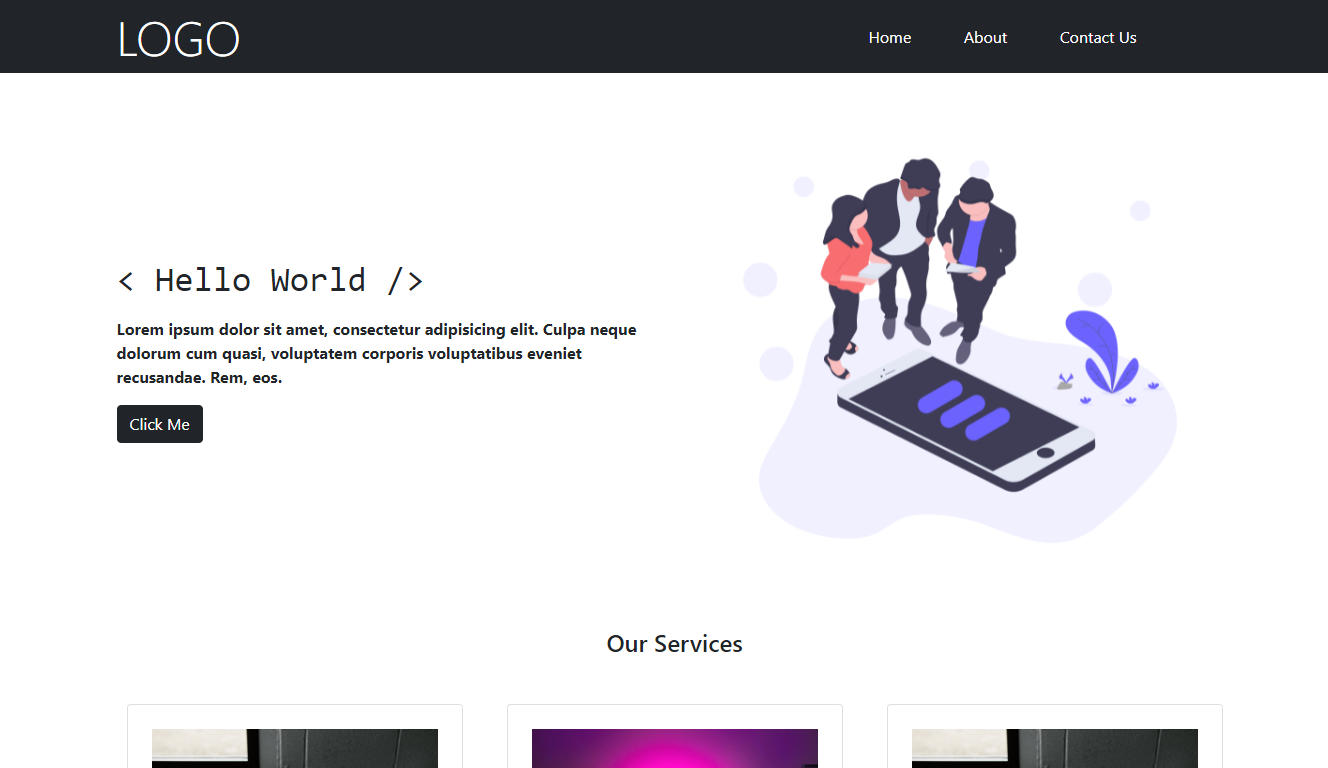 LOGO
Home
About
Contact Us
< Hello World />
Lorem ipsum dolor sit amet, consectetur adipisicing elit. Culpa neque
dolorum cum quasi, voluptatem corporis voluptatibus eveniet
recusandae. Rem, eos.
Click Me
Our Services